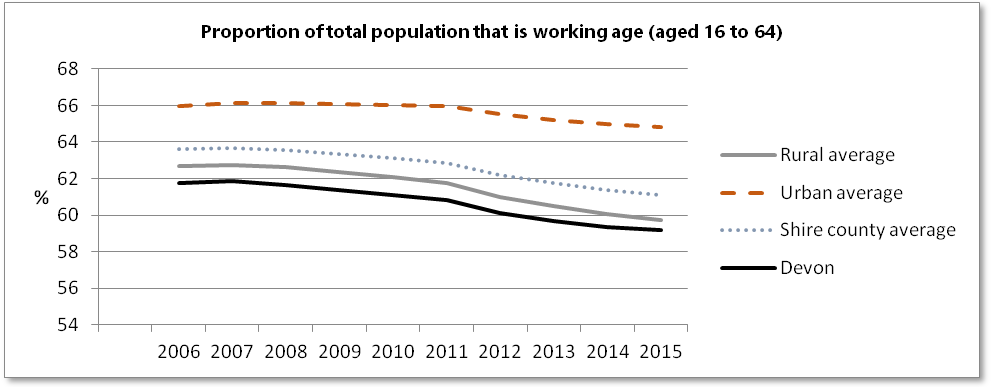 Proportion of total population that is working age (aged 16 to 64)
68
66
64
62
60
58
56
54
%
2006 2007 2008 2009 2010 2011 2012 2013 2014 2015
Rural average
Urban average
Shire county average
Devon